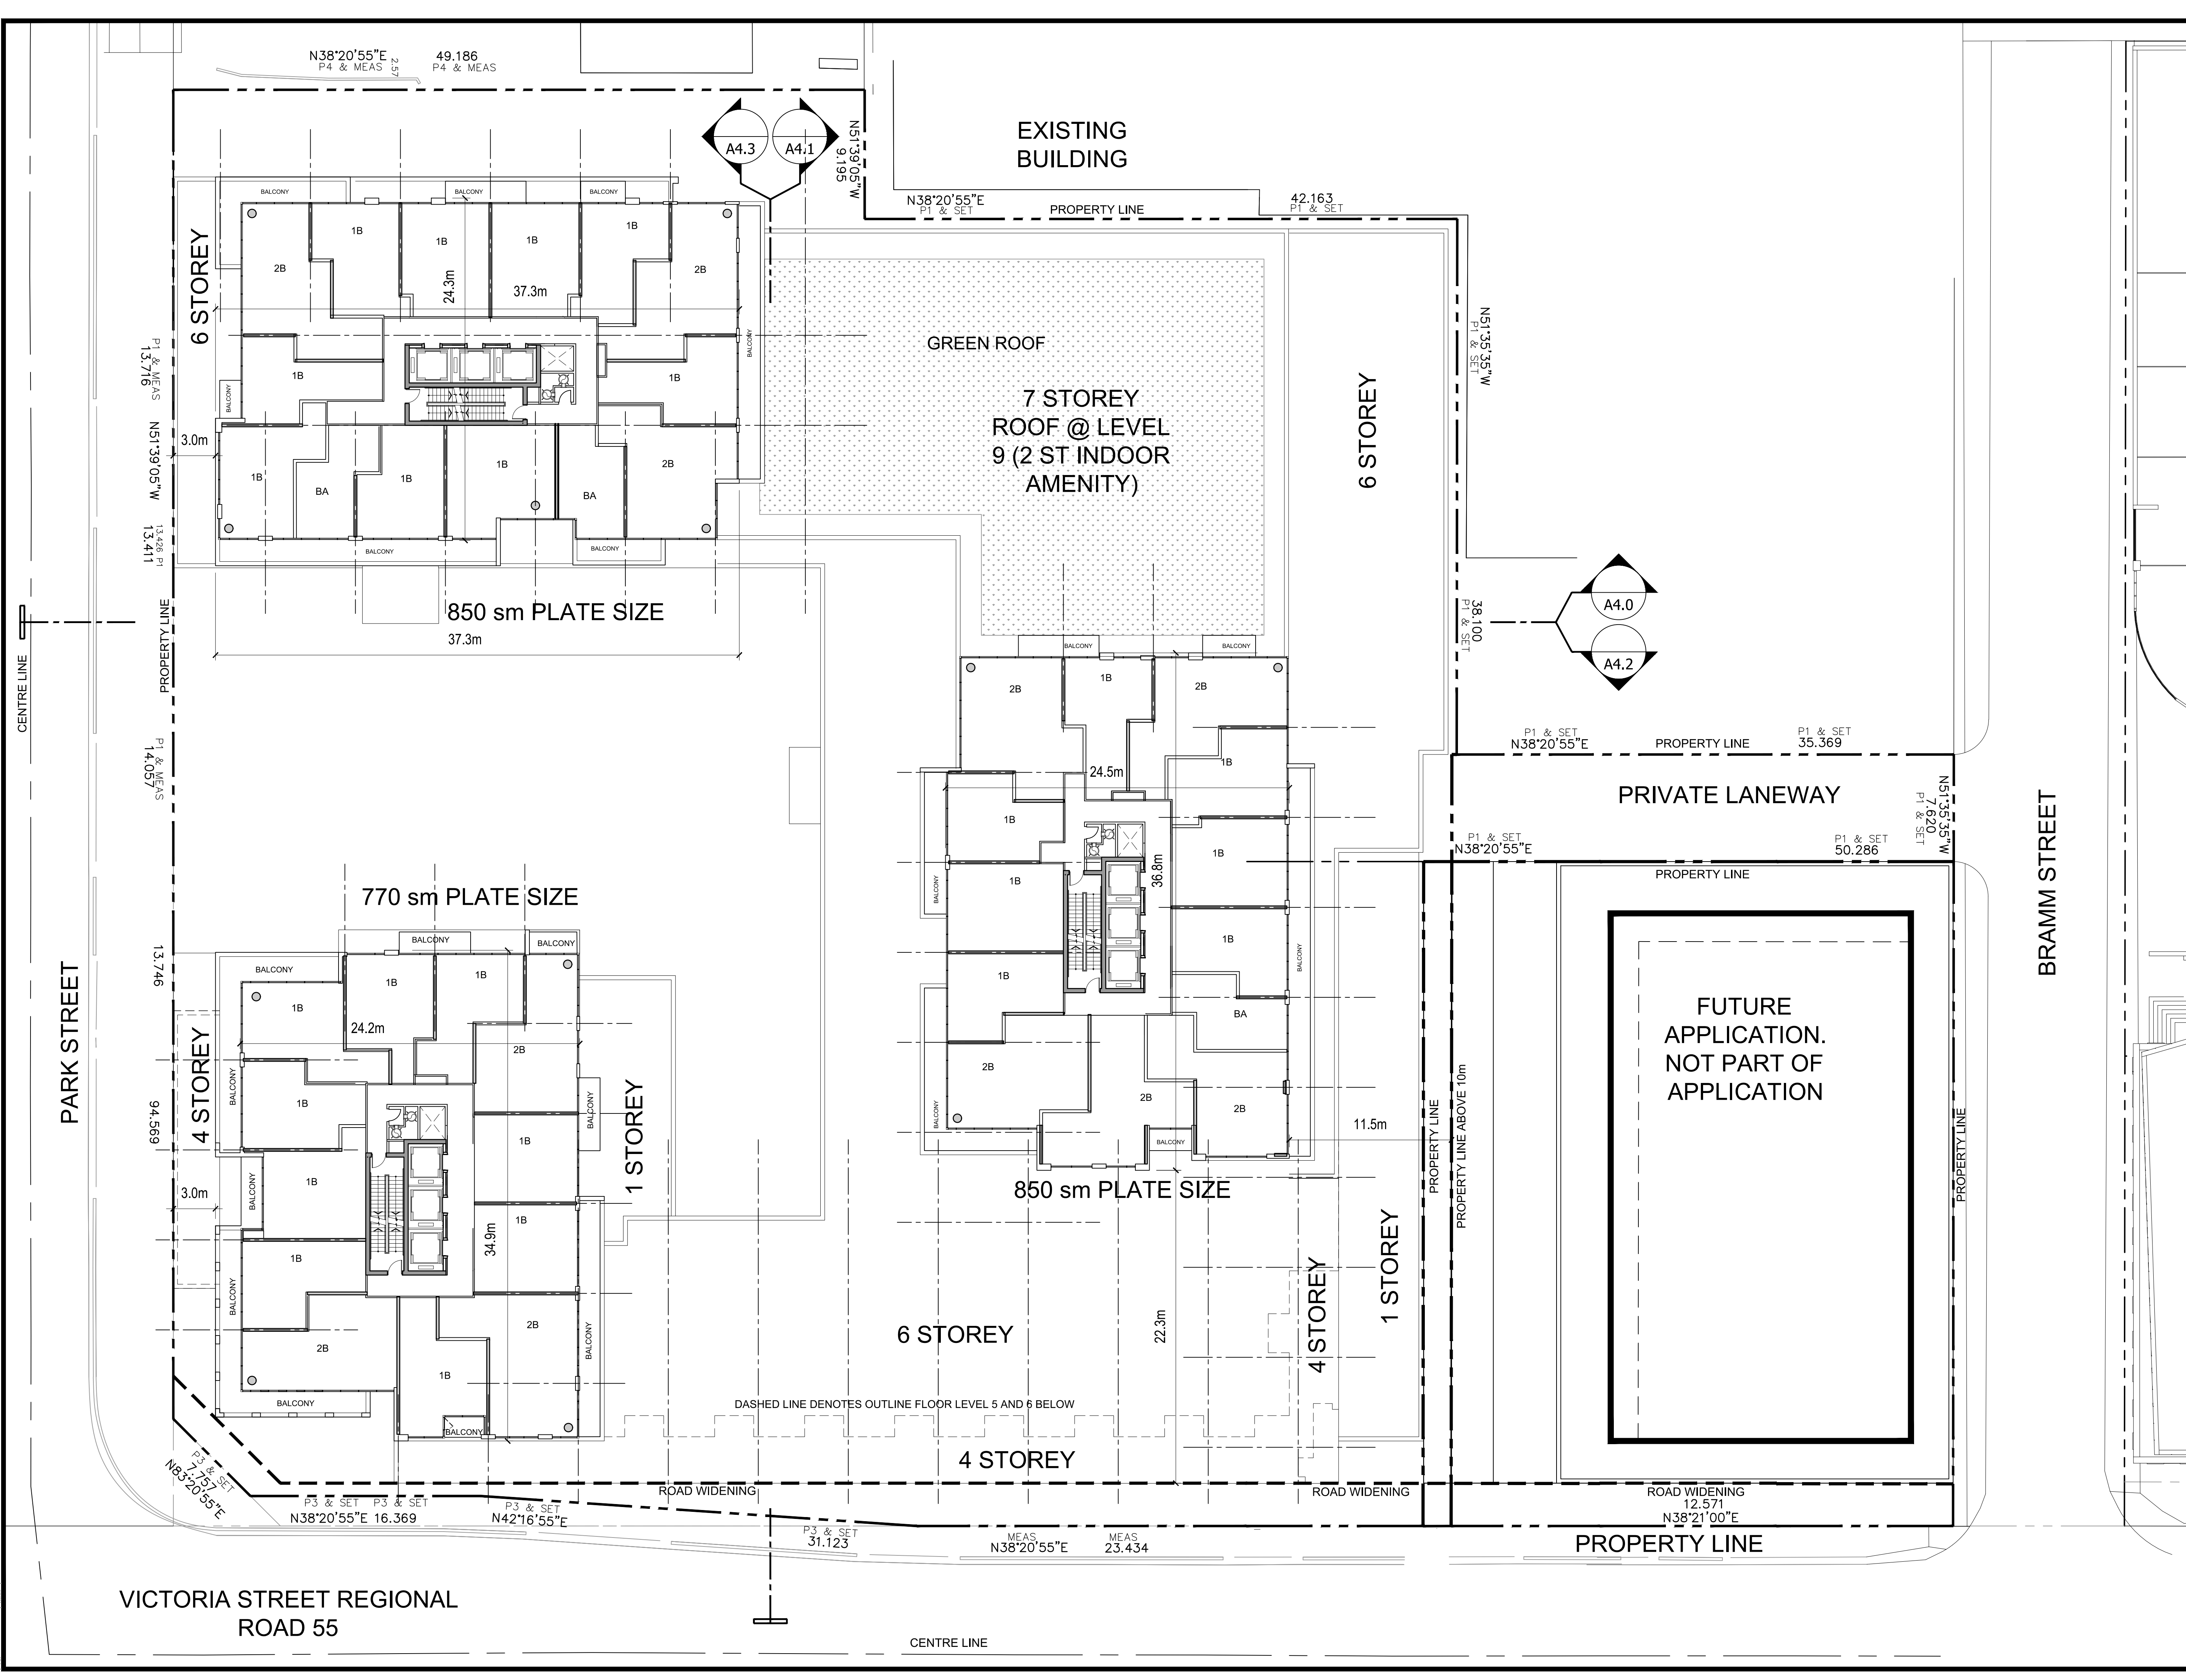 N38°20'55"E
P4 & MEAS
2.57
49.186
P4 & MEAS
A4.3
A4.1
N51°39'05"W
9.195
EXISTING
BUILDING
N38°20'55"E
P1 & SET
PROPERTY LINE
42.163
P1 & SET
BALCONY
BALCONY
BALCONY
6 STOREY
1B
1B
1B
1B
2B
2B
24.3m
37.3m
BALCONY
1B
1B
BALCONY
3.0m
1B
BA
1B
1B
BA
2B
BALCONY
BALCONY
850 sm PLATE SIZE
37.3m
P1 & MEAS
13.716
N51°39'05"W
13.426 P1
13.411
PROPERTY LINE
P1 & MEAS
14.057
CENTRE LINE
GREEN ROOF
7 STOREY
ROOF @ LEVEL
9 (2 ST INDOOR
AMENITY)
6 STOREY
N51°35'35"W
P1 & SET
38.100
P1 & SET
A4.0
A4.2
BALCONY
BALCONY
2B
1B
2B
24.5m
1B
1B
1B
36.8m
1B
BALCONY
1B
1B
BALCONY
BA
2B
2B
2B
BALCONY
BALCONY
11.5m
850 sm PLATE SIZE
P1 & SET
N38°20'55"E
PROPERTY LINE
P1 & SET
35.369
PRIVATE LANEWAY
N51°35'35"W
7.620
P1 & SET
P1 & SET
N38°20'55"E
P1 & SET
50.286
PROPERTY LINE
BRAMM STREET
FUTURE
APPLICATION.
NOT PART OF
APPLICATION
PROPERTY LINE
PROPERTY LINE ABOVE 10m
PROPERTY LINE
770 sm PLATE SIZE
13.746
94.569
PARK STREET
4 STOREY
3.0m
BALCONY
BALCONY
BALCONY
1B
1B
1B
24.2m
2B
BALCONY
1B
BALCONY
1B
1 STOREY
BALCONY
1B
34.9m
1B
BALCONY
1B
2B
BALCONY
2B
1B
BALCONY
BALCONY
6 STOREY
22.3m
4 STOREY
1 STOREY
DASHED LINE DENOTES OUTLINE FLOOR LEVEL 5 AND 6 BELOW
4 STOREY
ROAD WIDENING
ROAD WIDENING
ROAD WIDENING
12.571
N38°21'00"E
PROPERTY LINE
P3 & SET
7.757
N83°20'55"E
P3 & SET
P3 & SET
N38°20'55"E 16.369
P3 & SET
N42°16'55"E
P3 & SET
31.123
MEAS
N38°20'55"E
MEAS
23.434
VICTORIA STREET REGIONAL
ROAD 55
CENTRE LINE